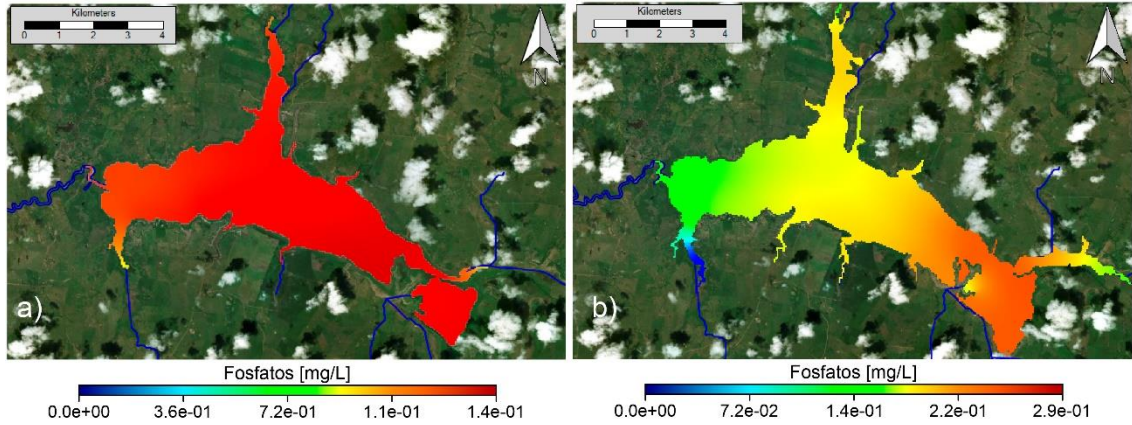 Kilometers
0 1 2 3 4
N
a)
Fosfatos [mg/L]
0.0e+00 3.6e-01 7.2e-01 1.1e-01 1.4e-01
Kilometers
0 1 2 3 4
N
b)
Fosfatos [mg/L]
0.0e+00 7.2e-02 1.4e-01 2.2e-01 2.9e-01